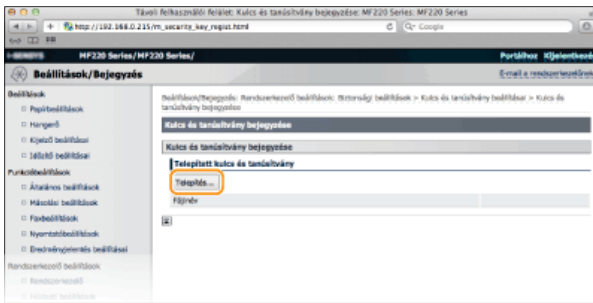 Távoli felhasználói felület: Kulcs és tanúsítvány bejegyzése: MF220 Series: MF220 Series
http://192.168.0.215/m_security_key_regist.html
Google
MF220 Series/MF220 Series/
Portálhoz Kijelentkezés
Beállítások/Bejegyzés
E-mail a rendszerkezelőnek
Beállítások
Papírbeállítások
Hangerő
Kijelző beállításai
Időzítő beállításai
Funkcióbeállítások
Általános beállítások
Másolási beállítások
Faxbeállítások
Nyomtatóbeállítások
Eredményjelentés beállításai
Rendszerkezelő beállítások
Rendszerkezelő
Beállítások/Bejegyzés: Rendszerkezelő beállítások: Biztonsági beállítások > Kulcs és tanúsítvány beállításai > Kulcs és
tanúsítvány bejegyzése
Kulcs és tanúsítvány bejegyzése
Kulcs és tanúsítvány bejegyzése
Telepített kulcs és tanúsítvány
Telepítés...
Fájlnév